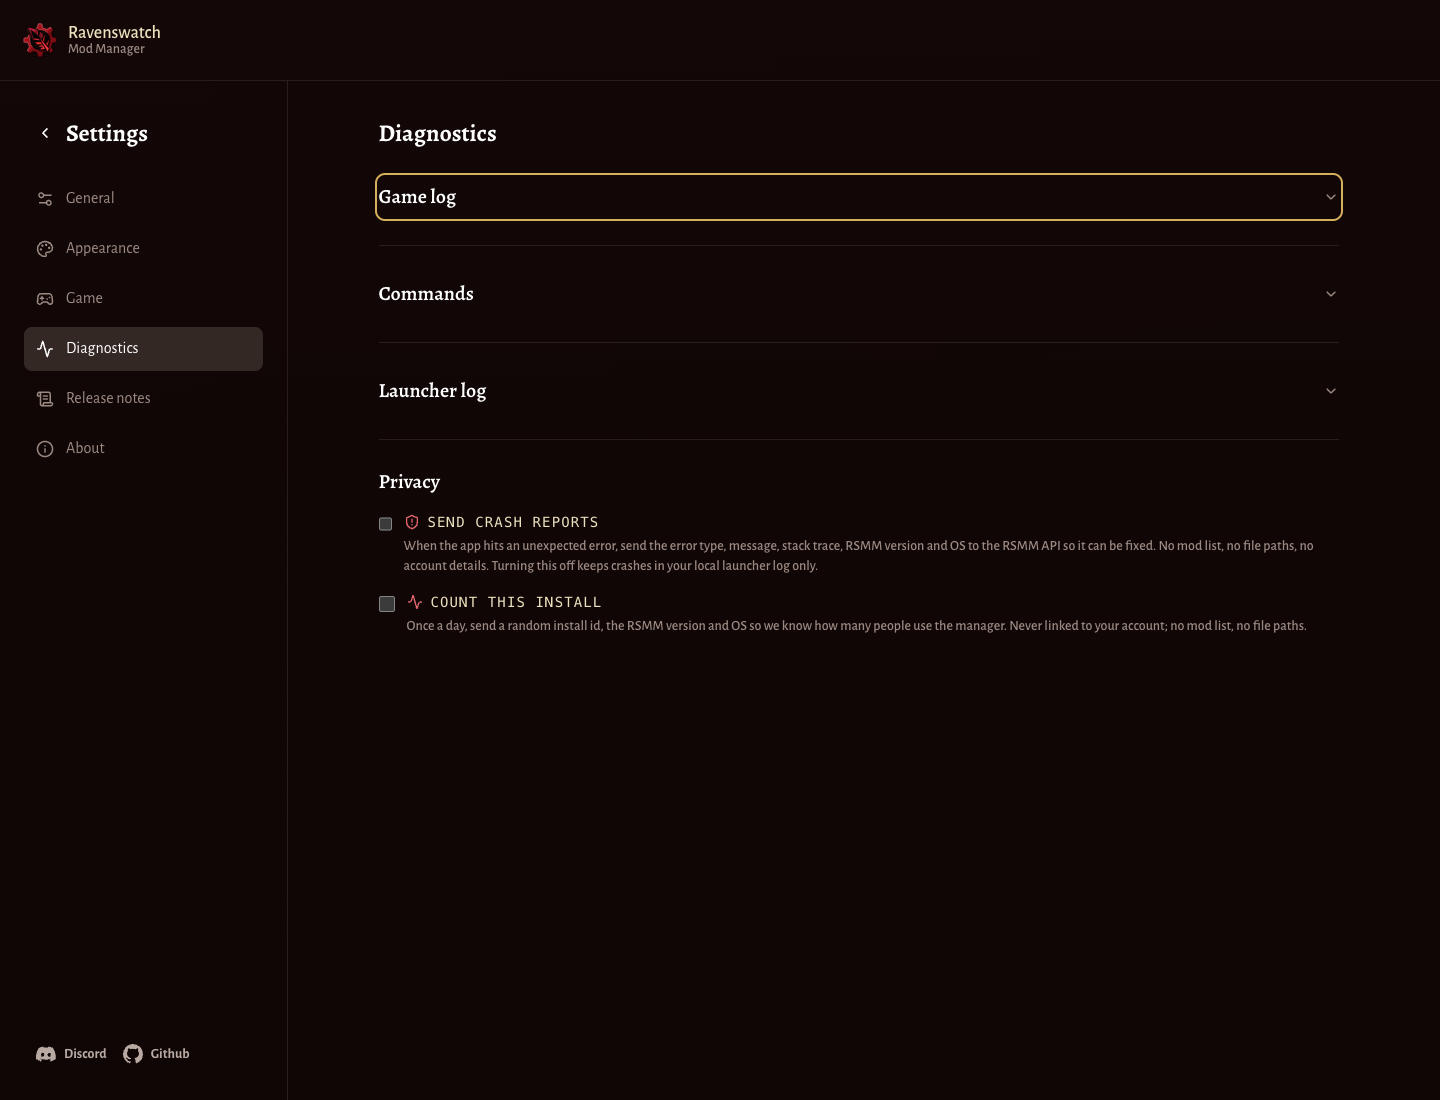 Ravenswatch
Mod Manager
Settings
General
Appearance
Game
Diagnostics
Release notes
About
Discord
Github
Diagnostics
Game log
Commands
Launcher log
Privacy
SEND CRASH REPORTS
When the app hits an unexpected error, send the error type, message, stack trace, RSMM version and OS to the RSMM API so it can be fixed. No mod list, no file paths, no
account details. Turning this off keeps crashes in your local launcher log only.
COUNT THIS INSTALL
Once a day, send a random install id, the RSMM version and OS so we know how many people use the manager. Never linked to your account; no mod list, no file paths.